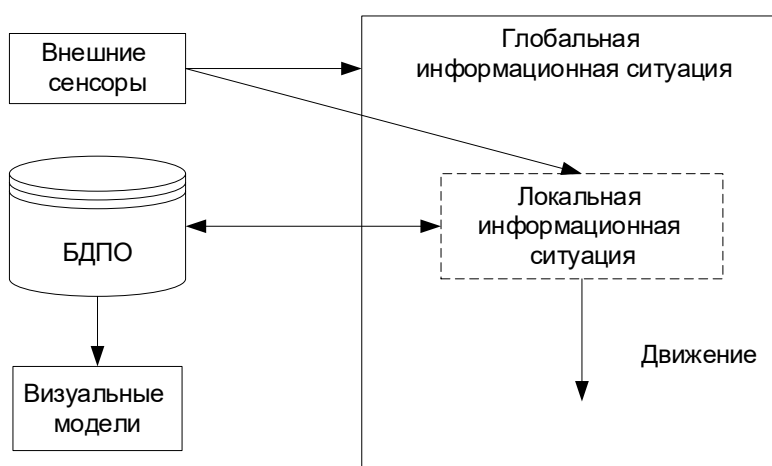 Внешние
сенсоры
Глобальная
информационная ситуация
Локальная
информационная
ситуация
БДПО
Движение
Визуальные
модели